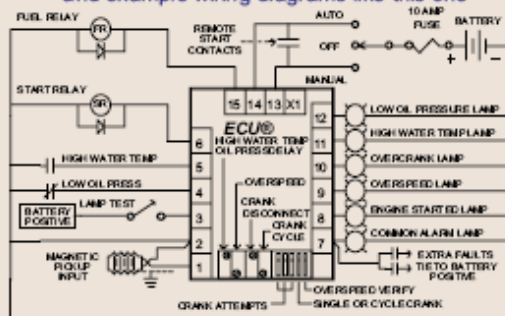 and example wiring diagrams like this one
FUEL RELAY
FR
REMOTE
START
CONTACTS
AUTO
OFF
MANUAL
10 AMP
FUSE
BATTERY
+ -
START RELAY
SR
15 14 13 X1
ECU®
HIGH WATER TEMP
OIL PRESS DELAY
OVERSPEED
CRANK
DISCONNECT
CRANK
CYCLE
6
5
4
3
2
1
12
11
10
9
8
7
HIGH WATER TEMP
LOW OIL PRESS
BATTERY
POSITIVE
LAMP TEST
MAGNETIC
PICKUP
INPUT
LOW OIL PRESSURE LAMP
HIGH WATER TEMP LAMP
OVERCRANK LAMP
OVERSPEED LAMP
ENGINE STARTED LAMP
COMMON ALARM LAMP
EXTRA FAULTS
TIE TO BATTERY
POSITIVE
OVERSPEED VERIFY
CRANK ATTEMPTS
SINGLE OR CYCLE CRANK